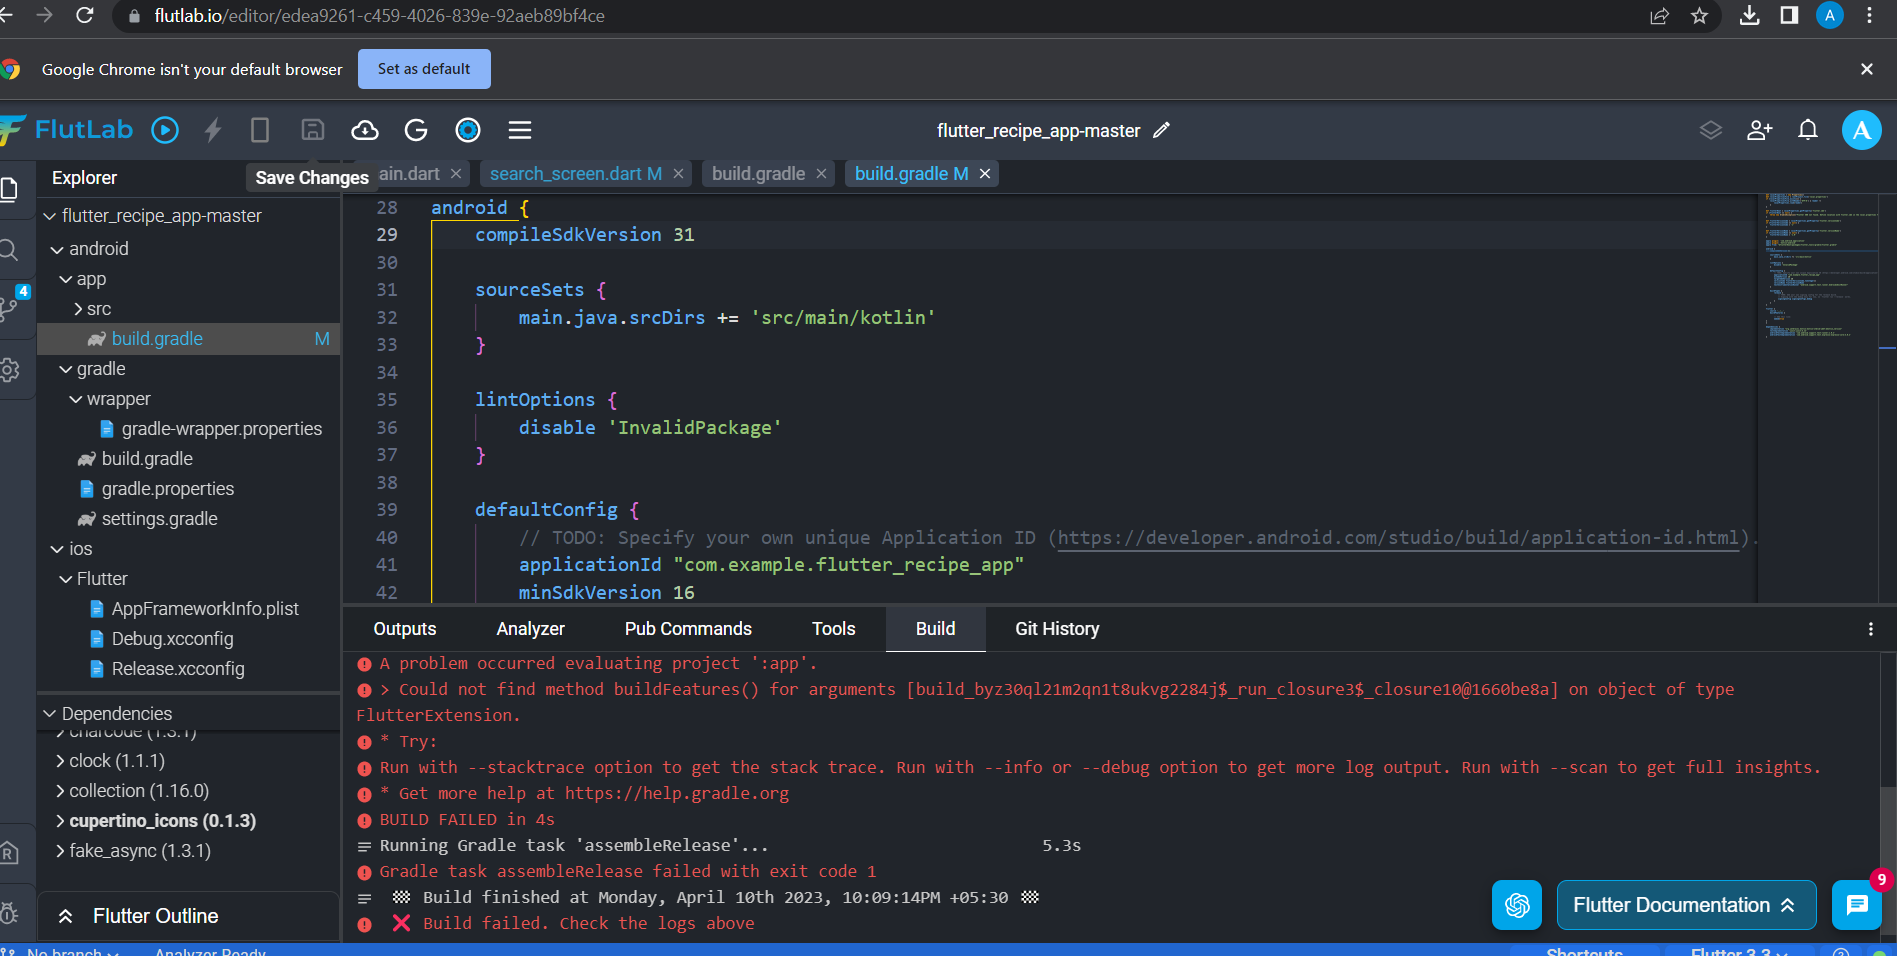 flutlab.io/editor/edea9261-c459-4026-839e-92aeb89bf4ce
A
Google Chrome isn't your default browser
Set as default
FlutLab
flutter_recipe_app-master
A
Explorer
Save Changes
ain.dart
search_screen.dart M
build.gradle
build.gradle M
flutter_recipe_app-master
android
app
src
build.gradle M
gradle
wrapper
gradle-wrapper.properties
build.gradle
gradle.properties
settings.gradle
ios
Flutter
AppFrameworkInfo.plist
Debug.xcconfig
Release.xcconfig
4
Dependencies
charcode (1.3.1)
clock (1.1.1)
collection (1.16.0)
cupertino_icons (0.1.3)
fake_async (1.3.1)
R
Flutter Outline
28 android {
29 compileSdkVersion 31
30
31 sourceSets {
32 main.java.srcDirs += 'src/main/kotlin'
33 }
34
35 lintOptions {
36 disable 'InvalidPackage'
37 }
38
39 defaultConfig {
40 // TODO: Specify your own unique Application ID (https://developer.android.com/studio/build/application-id.html).
41 applicationId "com.example.flutter_recipe_app"
42 minSdkVersion 16
Outputs
Analyzer
Pub Commands
Tools
Build
Git History
A problem occurred evaluating project ':app'.
> Could not find method buildFeatures() for arguments [build_byz30ql21m2qn1t8ukvg2284j$_run_closure3$_closure10@1660be8a] on object of type
FlutterExtension.
* Try:
Run with --stacktrace option to get the stack trace. Run with --info or --debug option to get more log output. Run with --scan to get full insights.
* Get more help at https://help.gradle.org
BUILD FAILED in 4s
Running Gradle task 'assembleRelease'... 5.3s
Gradle task assembleRelease failed with exit code 1
Build finished at Monday, April 10th 2023, 10:09:14PM +05:30
Build failed. Check the logs above
Flutter Documentation
9
No branch
Analyzer Ready
Shortcuts
Flutter 3.3